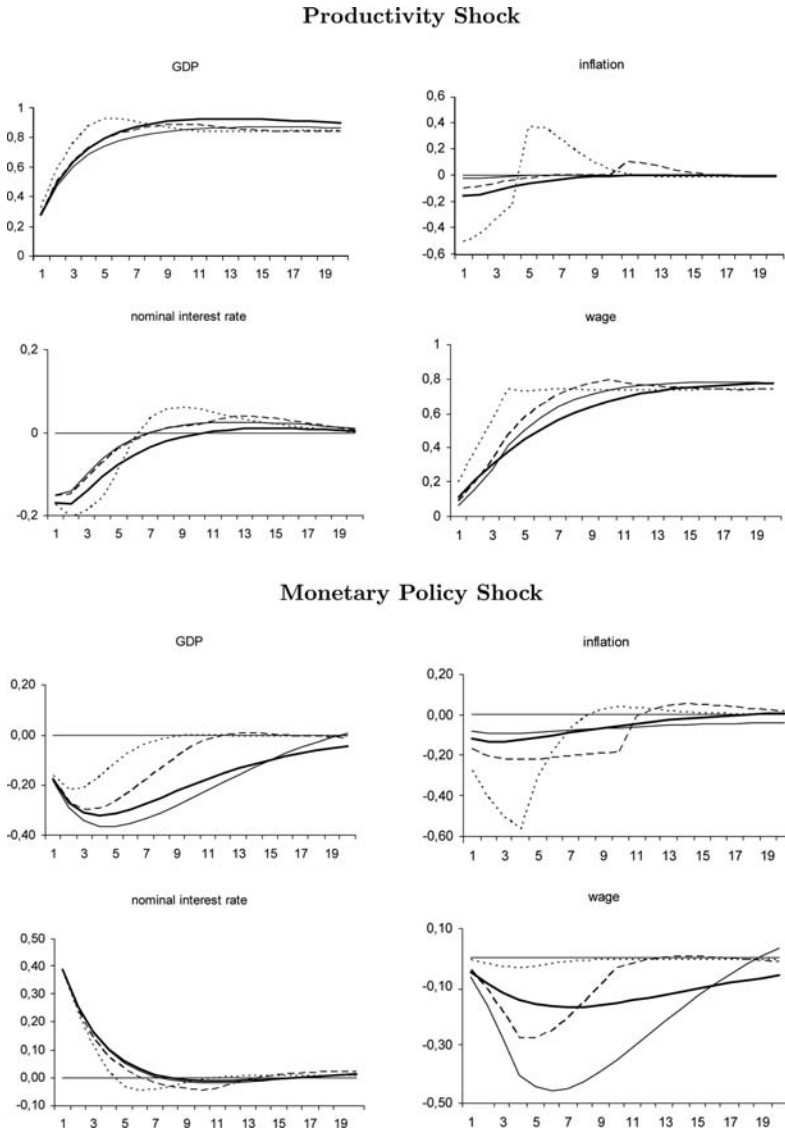 Productivity Shock
GDP
1
0,8
0,6
0,4
0,2
0
1 3 5 7 9 11 13 15 17 19
inflation
0,6
0,4
0,2
0
-0,2
-0,4
-0,6
1 3 5 7 9 11 13 15 17 19
nominal interest rate
0,2
0
-0,2
1 3 5 7 9 11 13 15 17 19
wage
1
0,8
0,6
0,4
0,2
0
1 3 5 7 9 11 13 15 17 19
Monetary Policy Shock
GDP
0,20
0,00
-0,20
-0,40
1 3 5 7 9 11 13 15 17 19
inflation
0,20
0,00
-0,20
-0,40
-0,60
1 3 5 7 9 11 13 15 17 19
nominal interest rate
0,50
0,40
0,30
0,20
0,10
0,00
-0,10
1 3 5 7 9 11 13 15 17 19
wage
0,10
-0,10
-0,30
-0,50
1 3 5 7 9 11 13 15 17 19